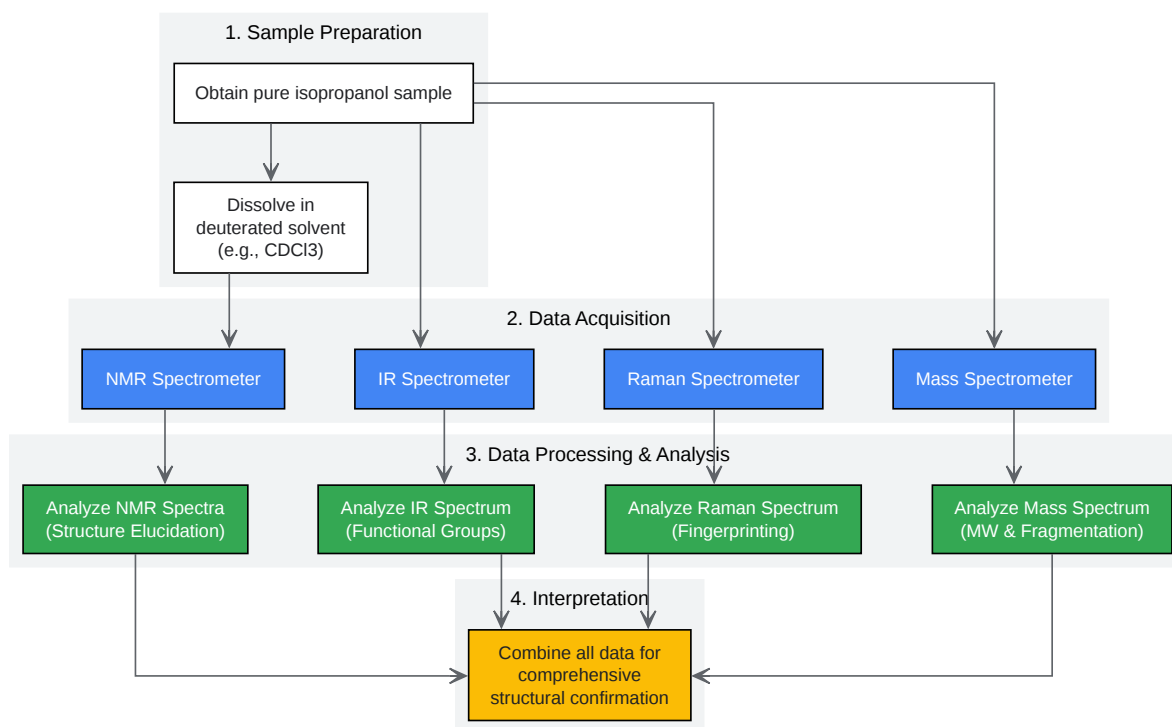 1. Sample Preparation
Obtain pure isopropanol sample
Dissolve in
deuterated solvent
(e.g., CDCl3)
2. Data Acquisition
NMR Spectrometer
IR Spectrometer
Raman Spectrometer
Mass Spectrometer
3. Data Processing & Analysis
Analyze NMR Spectra
(Structure Elucidation)
Analyze IR Spectrum
(Functional Groups)
Analyze Raman Spectrum
(Fingerprinting)
Analyze Mass Spectrum
(MW & Fragmentation)
4. Interpretation
Combine all data for
comprehensive
structural confirmation